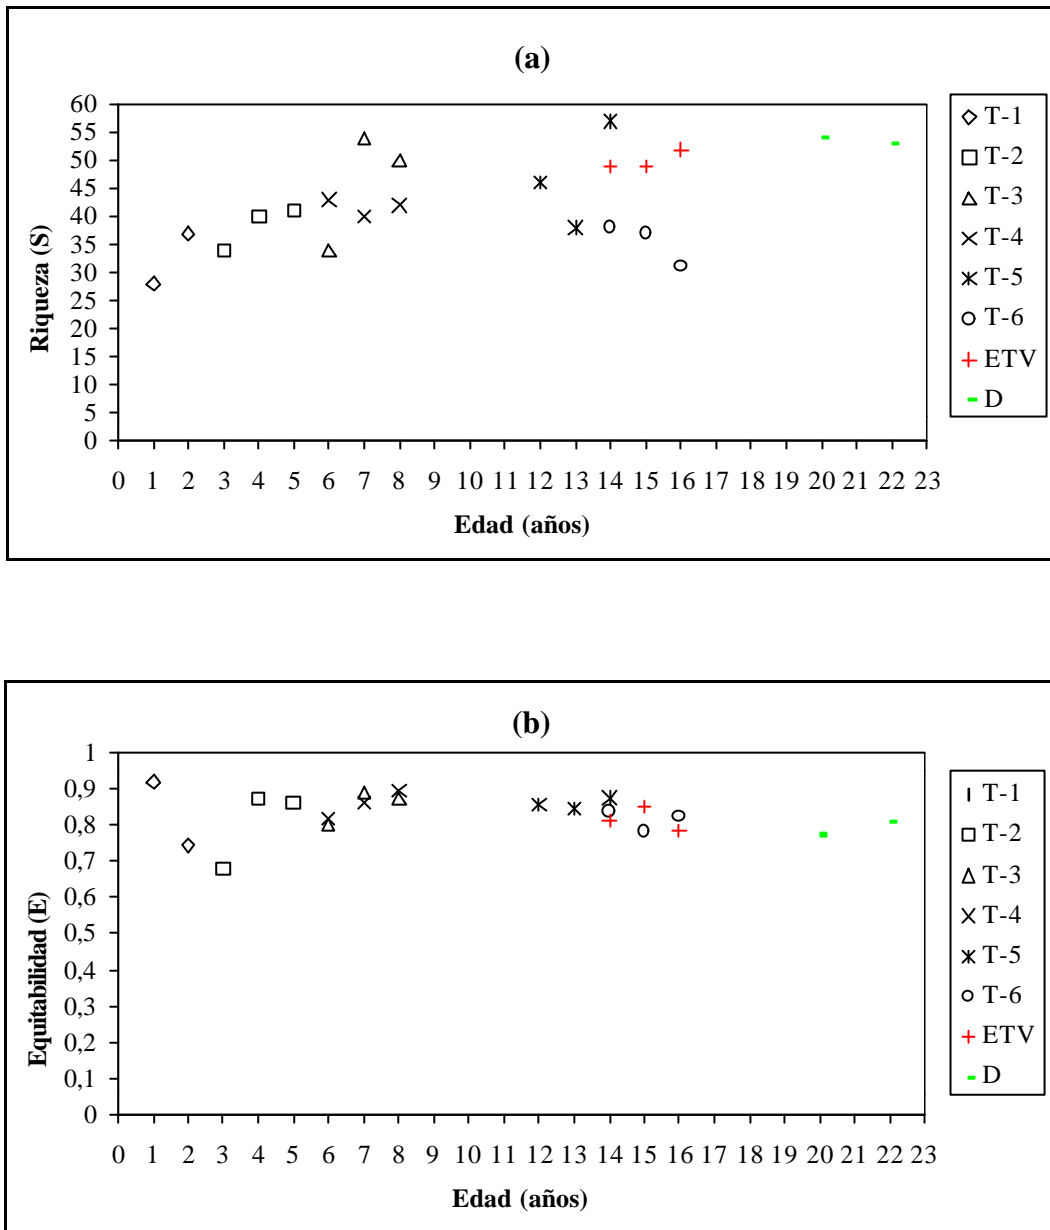 (a)
Riqueza (S)
60
55
50
45
40
35
30
25
20
15
10
5
0
0 1 2 3 4 5 6 7 8 9 10 11 12 13 14 15 16 17 18 19 20 21 22 23
Edad (años)
T-1
T-2
T-3
T-4
T-5
T-6
ETV
D
(b)
Equitabilidad (E)
1
0,9
0,8
0,7
0,6
0,5
0,4
0,3
0,2
0,1
0
0 1 2 3 4 5 6 7 8 9 10 11 12 13 14 15 16 17 18 19 20 21 22 23
Edad (años)
T-1
T-2
T-3
T-4
T-5
T-6
ETV
D